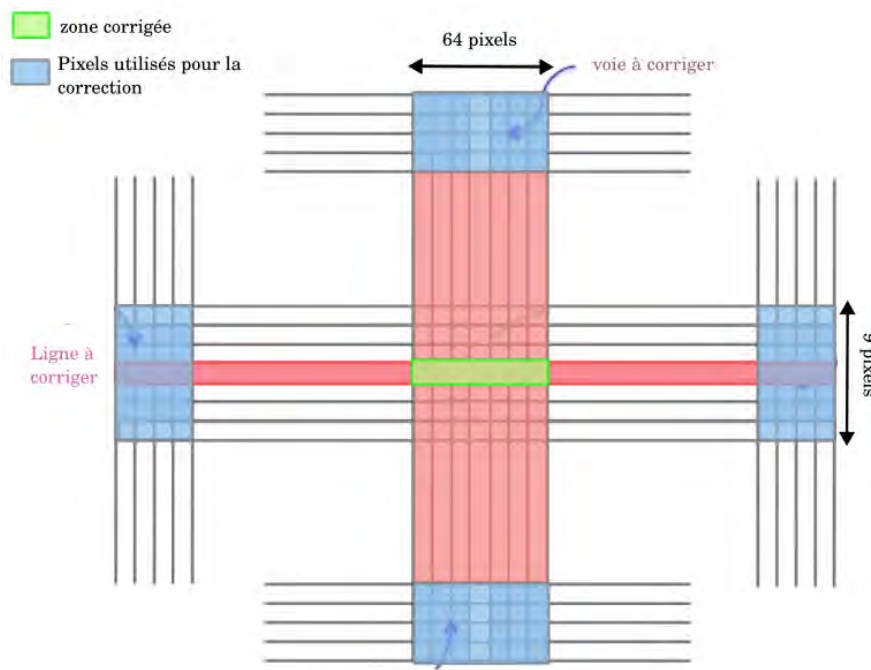 zone corrigée
Pixels utilisés pour la
correction
64 pixels
voie à corriger
Ligne à
corriger
9 pixels